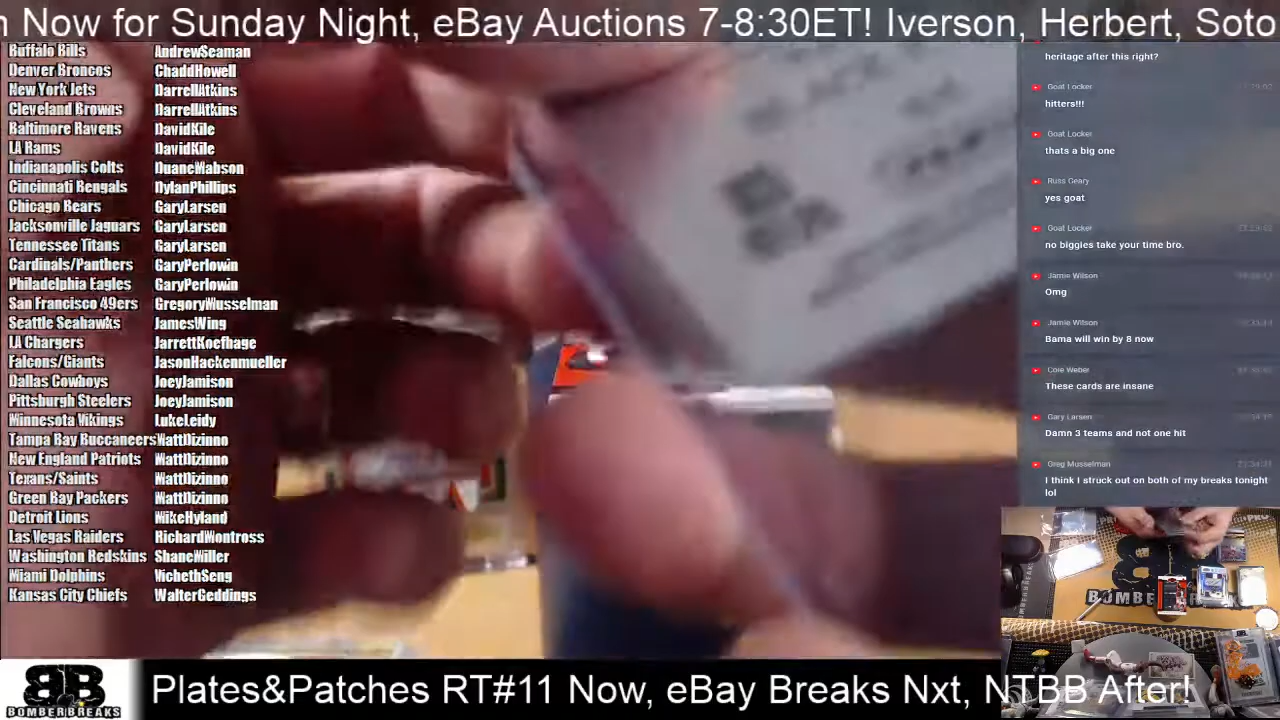 n Now for Sunday Night, eBay Auctions 7-8:30ET! Iverson, Herbert, Soto
Buffalo Bills AndrewSeaman
Denver Broncos ChaddHowell
New York Jets DarrellAtkins
Cleveland Browns DarrellAtkins
Baltimore Ravens DavidKile
LA Rams DavidKile
Indianapolis Colts DuaneMabson
Cincinnati Bengals DylanPhillips
Chicago Bears GaryLarsen
Jacksonville Jaguars GaryLarsen
Tennessee Titans GaryLarsen
Cardinals/Panthers GaryPerlowin
Philadelphia Eagles GaryPerlowin
San Francisco 49ers GregoryMusselman
Seattle Seahawks JamesWing
LA Chargers JarrettKoefhage
Falcons/Giants JasonHackenmueller
Dallas Cowboys JoeyJamison
Pittsburgh Steelers JoeyJamison
Minnesota Vikings LukeLeidy
Tampa Bay Buccaneers MattDizinno
New England Patriots MattDizinno
Texans/Saints MattDizinno
Green Bay Packers MattDizinno
Detroit Lions MikeHyland
Las Vegas Raiders RichardMontross
Washington Redskins ShaneMiller
Miami Dolphins VichethSeng
Kansas City Chiefs WalterGeddings
heritage after this right?
Goat Locker
hitters!!!
Goat Locker
thats a big one
Russ Geary
yes goat
Goat Locker
no biggies take your time bro.
Jamie Wilson
Omg
Jamie Wilson
Bama will win by 8 now
Cole Weber
These cards are insane
Gary Larsen
Damn 3 teams and not one hit
Greg Musselman
I think I struck out on both of my breaks tonight
lol
BOMBERBREAKS
Plates&Patches RT#11 Now, eBay Breaks Nxt, NTBB After!